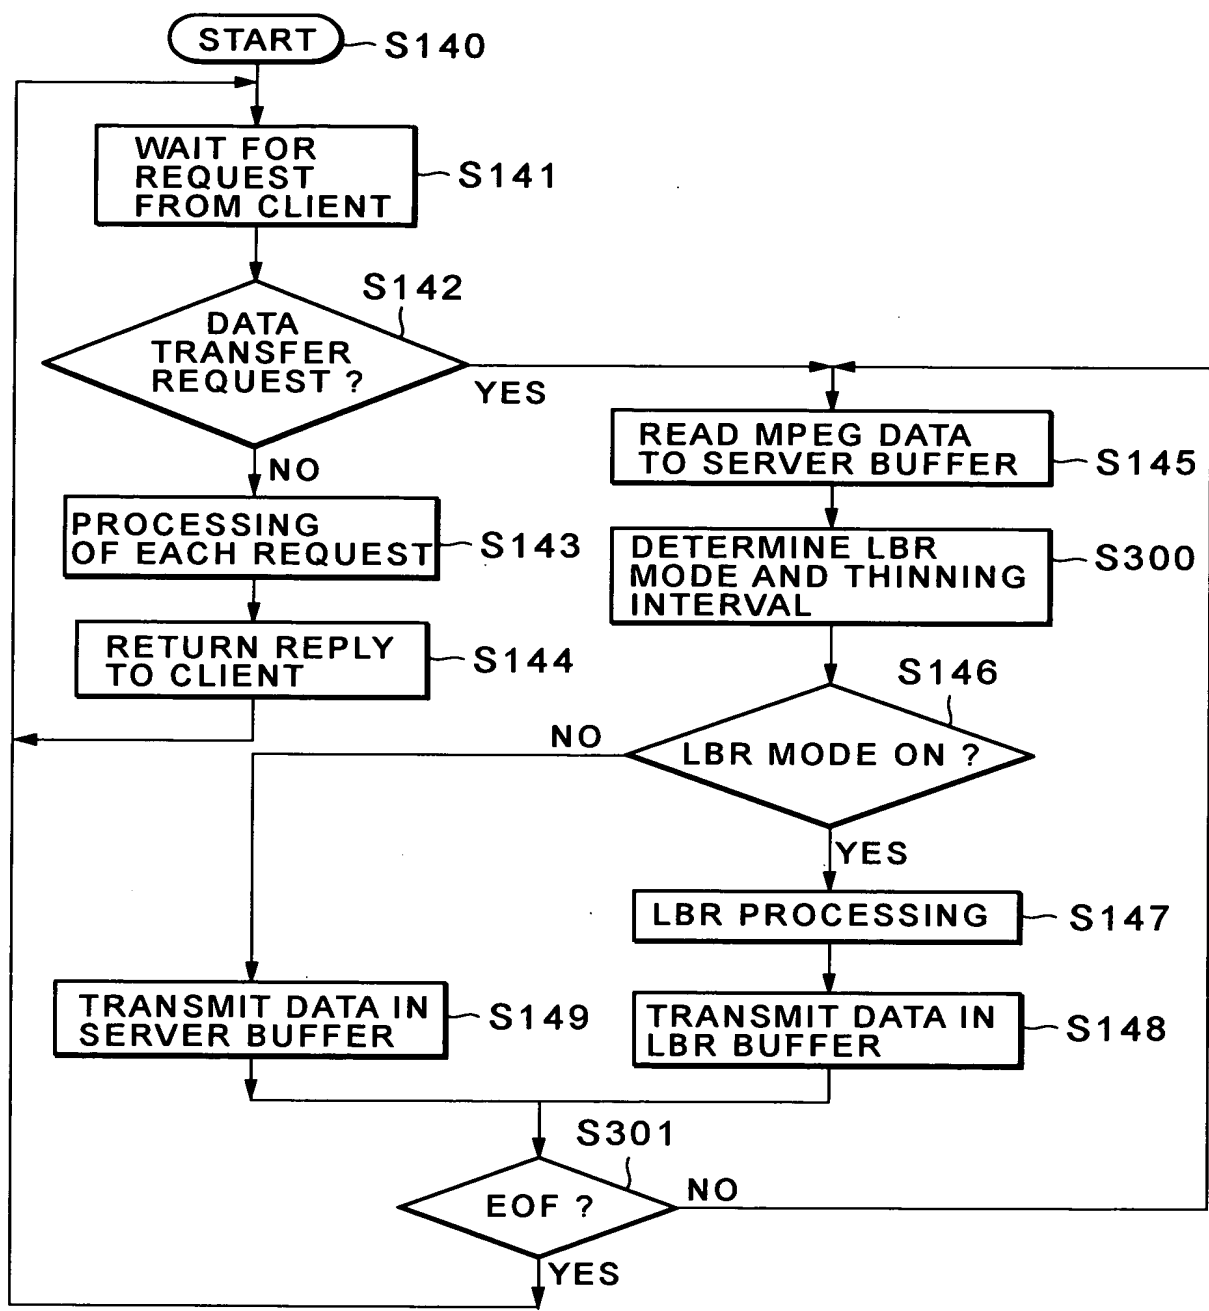 START
S140
WAIT FOR
REQUEST
FROM CLIENT
S141
S142
DATA
TRANSFER
REQUEST ?
YES
NO
READ MPEG DATA
TO SERVER BUFFER
S145
PROCESSING
OF EACH REQUEST
S143
DETERMINE LBR
MODE AND THINNING
INTERVAL
S300
RETURN REPLY
TO CLIENT
S144
S146
NO
LBR MODE ON ?
YES
LBR PROCESSING
S147
TRANSMIT DATA IN
SERVER BUFFER
S149
TRANSMIT DATA IN
LBR BUFFER
S148
S301
EOF ?
NO
YES